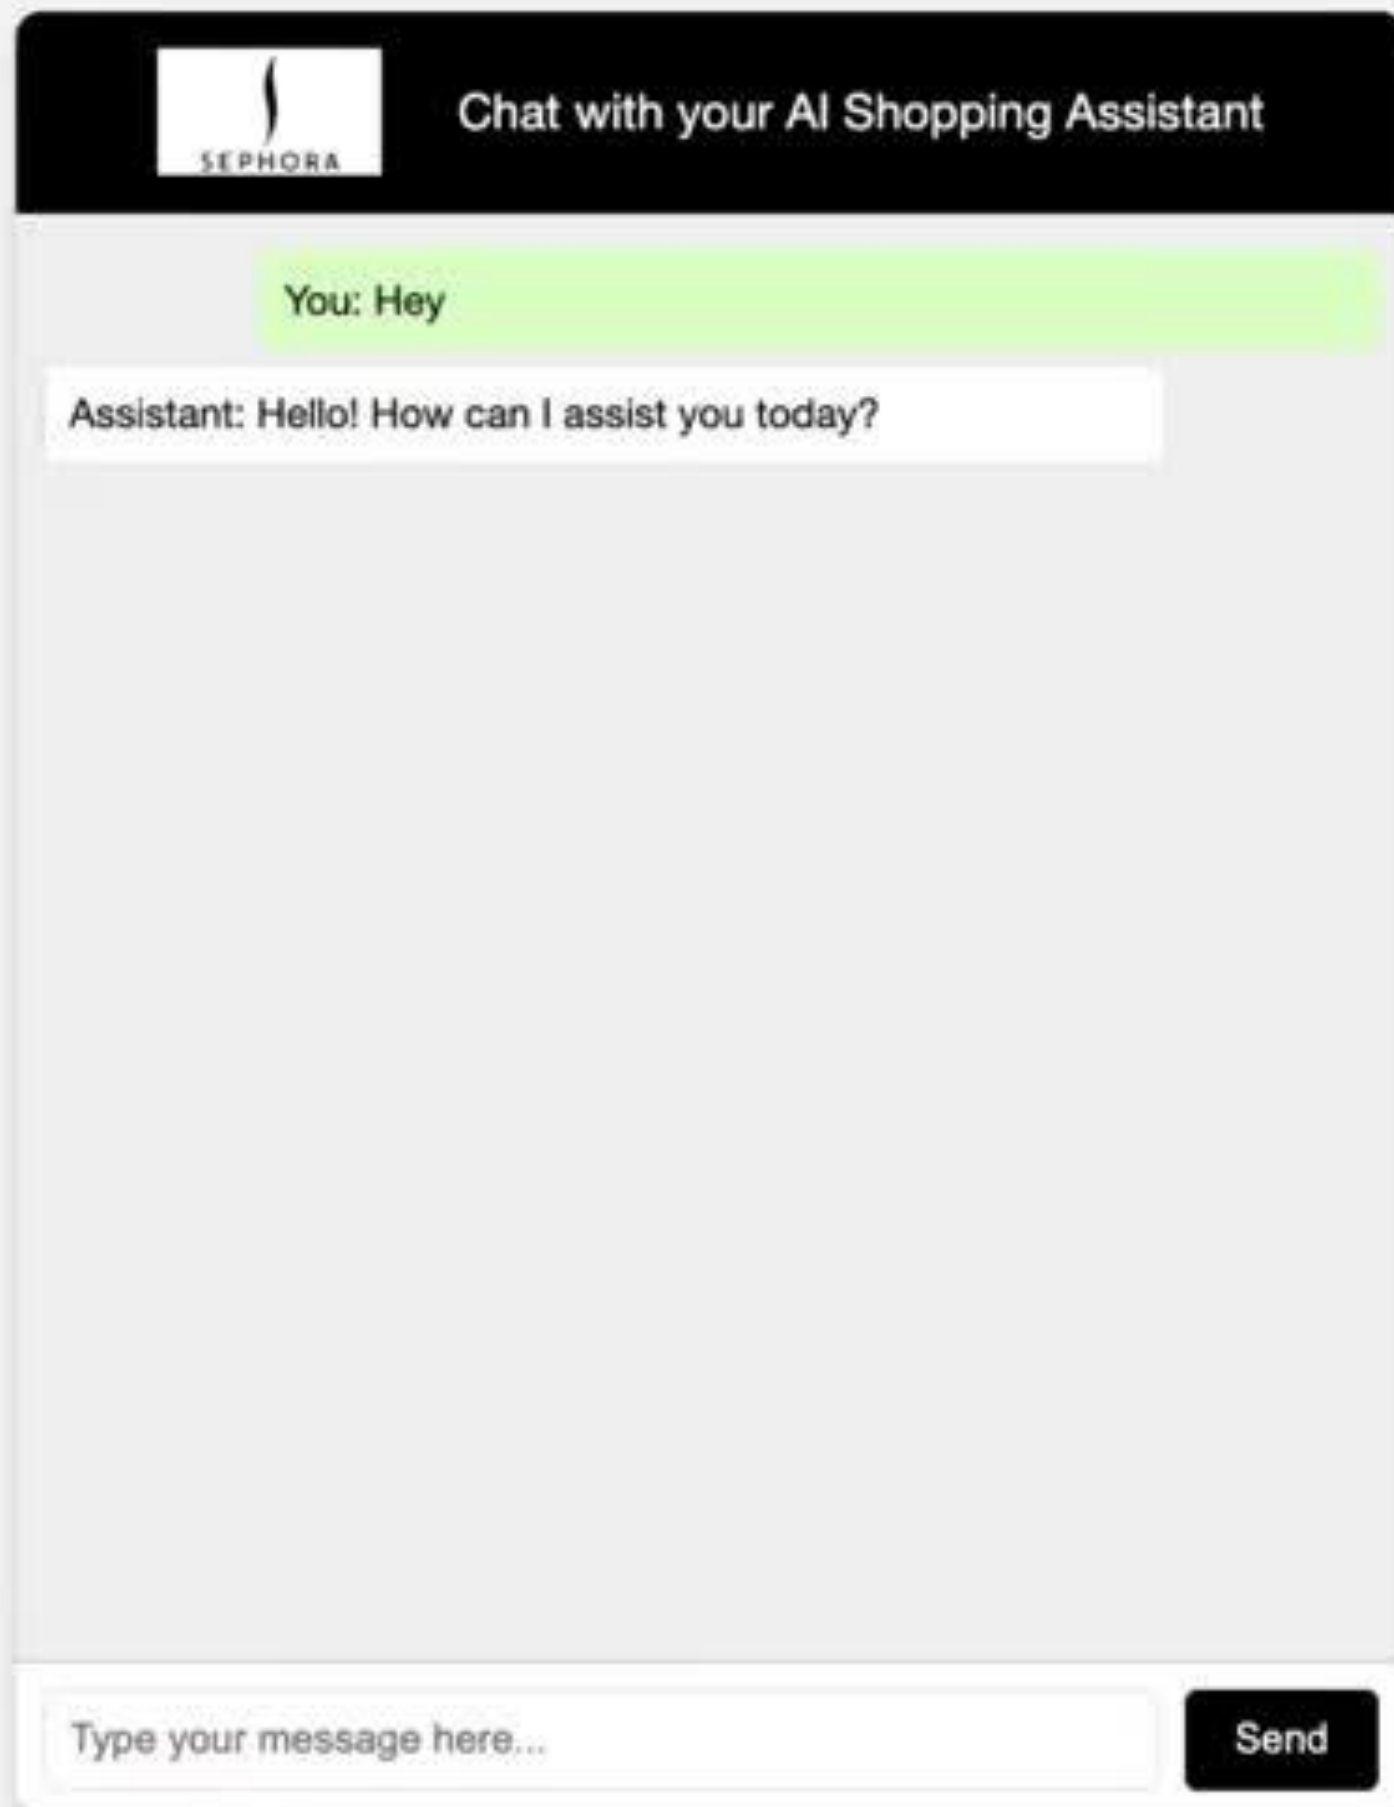 SEPHORA
Chat with your AI Shopping Assistant
You: Hey
Assistant: Hello! How can I assist you today?
Type your message here...
Send